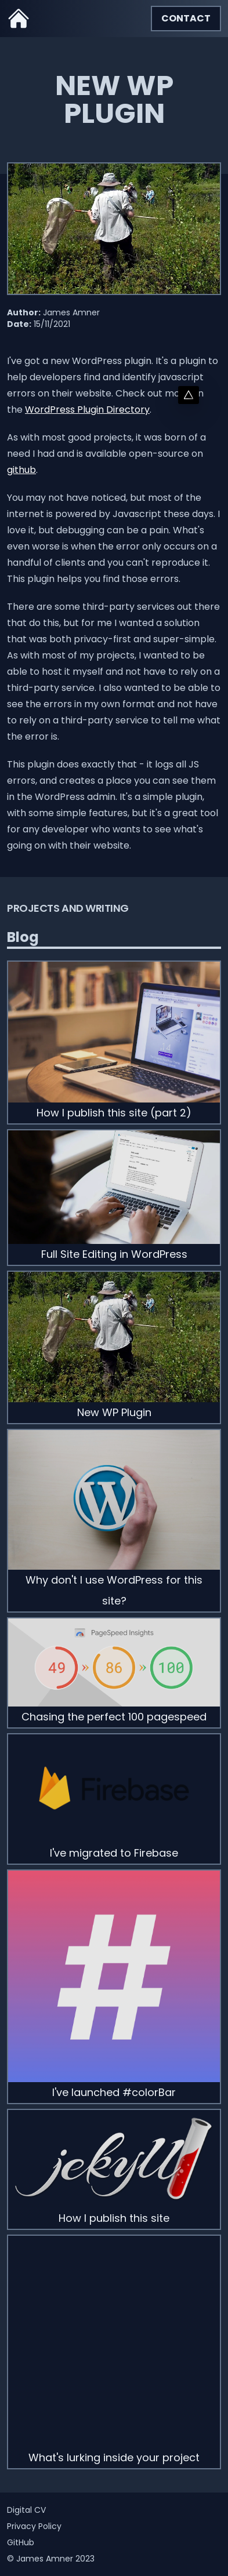 CONTACT
NEW WP
PLUGIN
Author: James Amner
Date: 15/11/2021
I've got a new WordPress plugin. It's a plugin to
help developers find and identify javascript
errors on their website. Check out
the WordPress Plugin Directory.
As with most good projects, it was born of a
need I had and is available open-source on
github.
You may not have noticed, but most of the
internet is powered by Javascript these days. I
love it, but debugging can be a pain. What's
even worse is when the error only occurs on a
handful of clients and you can't reproduce it.
This plugin helps you find those errors.
There are some third-party services out there
that do this, but for me I wanted a solution
that was both privacy-first and super-simple.
As with most of my projects, I wanted to be
able to host it myself and not have to rely on a
third-party service. I also wanted to be able to
see the errors in my own format and not have
to rely on a third-party service to tell me what
the error is.
This plugin does exactly that - it logs all JS
errors, and creates a place you can see them
in the WordPress admin. It's a simple plugin,
with some simple features, but it's a great tool
for any developer who wants to see what's
going on with their website.
PROJECTS AND WRITING
Blog
How I publish this site (part 2)
Full Site Editing in WordPress
New WP Plugin
Why don't I use WordPress for this
site?
PageSpeed Insights
49 » 86 » 100
Chasing the perfect 100 pagespeed
Firebase
I've migrated to Firebase
#
I've launched #colorBar
jekyll
How I publish this site
What's lurking inside your project
Digital CV
Privacy Policy
GitHub
© James Amner 2023